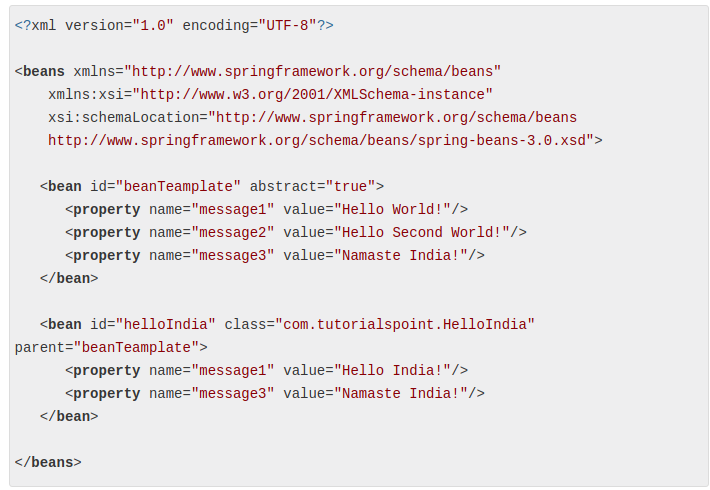 <?xml version="1.0" encoding="UTF-8"?>
<beans xmlns="http://www.springframework.org/schema/beans"
xmlns:xsi="http://www.w3.org/2001/XMLSchema-instance"
xsi:schemaLocation="http://www.springframework.org/schema/beans
http://www.springframework.org/schema/beans/spring-beans-3.0.xsd">
<bean id="beanTeamplate" abstract="true">
<property name="message1" value="Hello World!"/>
<property name="message2" value="Hello Second World!"/>
<property name="message3" value="Namaste India!"/>
</bean>
<bean id="helloIndia" class="com.tutorialspoint.HelloIndia"
parent="beanTeamplate">
<property name="message1" value="Hello India!"/>
<property name="message3" value="Namaste India!"/>
</bean>
</beans>